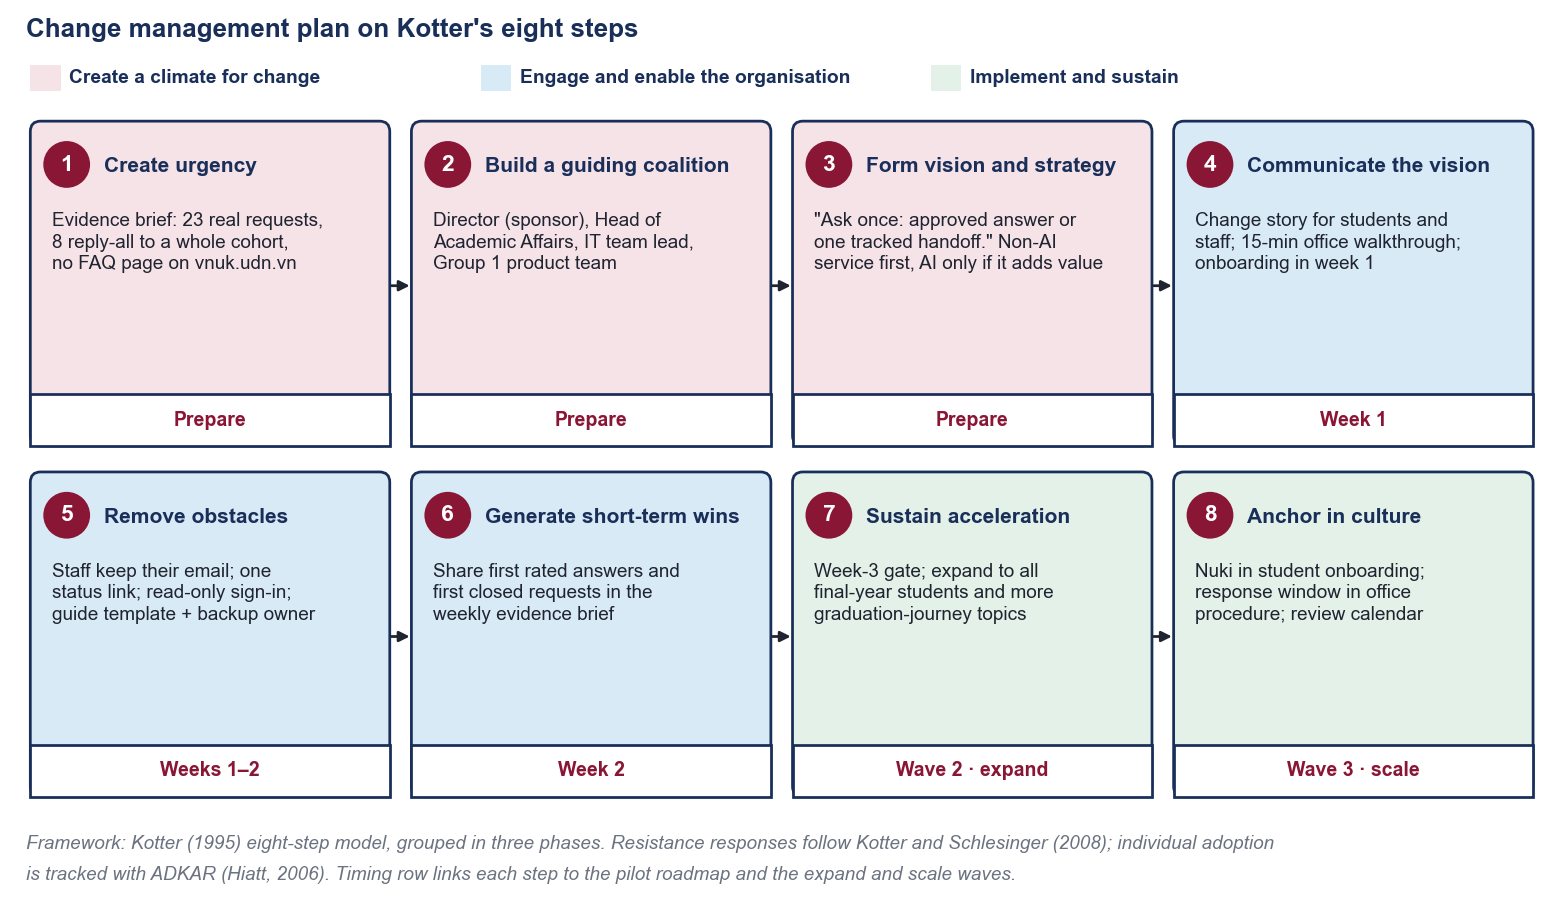 Change management plan on Kotter's eight steps
Create a climate for change
Engage and enable the organisation
Implement and sustain
1
Create urgency
Evidence brief: 23 real requests,
8 reply-all to a whole cohort,
no FAQ page on vnuk.udn.vn
Prepare
2
Build a guiding coalition
Director (sponsor), Head of
Academic Affairs, IT team lead,
Group 1 product team
Prepare
3
Form vision and strategy
"Ask once: approved answer or
one tracked handoff." Non-AI
service first, AI only if it adds value
Prepare
4
Communicate the vision
Change story for students and
staff; 15-min office walkthrough;
onboarding in week 1
Week 1
5
Remove obstacles
Staff keep their email; one
status link; read-only sign-in;
guide template + backup owner
Weeks 1–2
6
Generate short-term wins
Share first rated answers and
first closed requests in the
weekly evidence brief
Week 2
7
Sustain acceleration
Week-3 gate; expand to all
final-year students and more
graduation-journey topics
Wave 2 · expand
8
Anchor in culture
Nuki in student onboarding;
response window in office
procedure; review calendar
Wave 3 · scale
Framework: Kotter (1995) eight-step model, grouped in three phases. Resistance responses follow Kotter and Schlesinger (2008); individual adoption
is tracked with ADKAR (Hiatt, 2006). Timing row links each step to the pilot roadmap and the expand and scale waves.